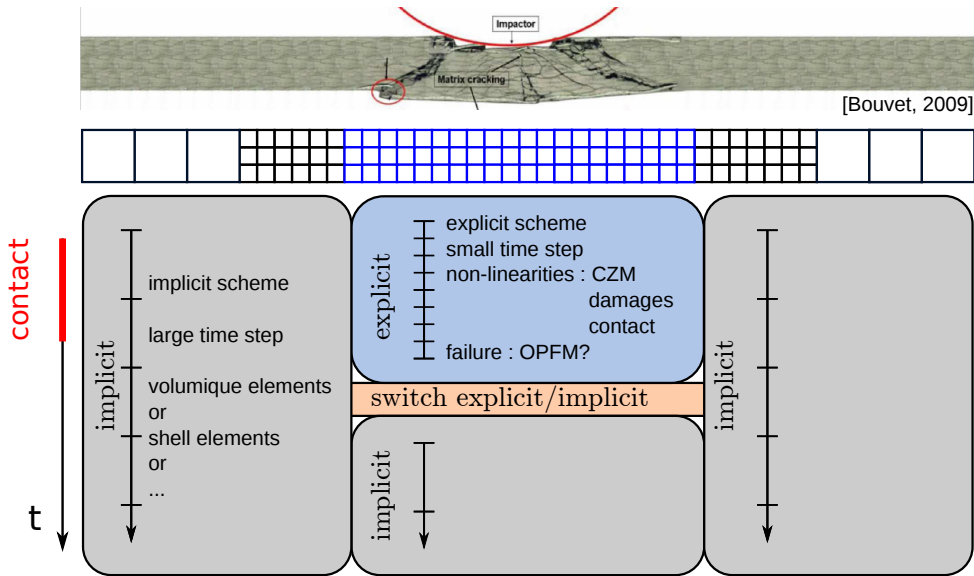 Impactor
Matrix cracking
[Bouvet, 2009]
contact
t
implicit
implicit scheme
large time step
volumique elements
or
shell elements
or
...
explicit
explicit scheme
small time step
non-linearities : CZM
damages
contact
failure : OPFM?
switch explicit/implicit
implicit
implicit